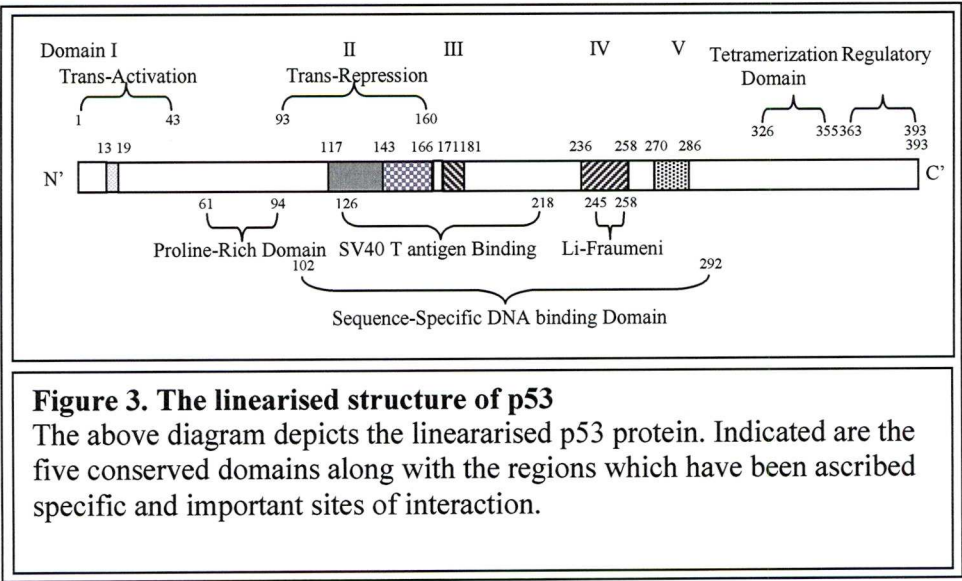 Domain I II III IV V Tetramerization Regulatory
Trans-Activation Trans-Repression Domain
1 43 93 160 326 355 363 393
13 19 117 143 166 171 181 236 258 270 286 393
N’ C’
61 94 126 218 245 258
Proline-Rich Domain SV40 T antigen Binding Li-Fraumeni
102 292
Sequence-Specific DNA binding Domain
Figure 3. The linearised structure of p53
The above diagram depicts the lineararised p53 protein. Indicated are the
five conserved domains along with the regions which have been ascribed
specific and important sites of interaction.